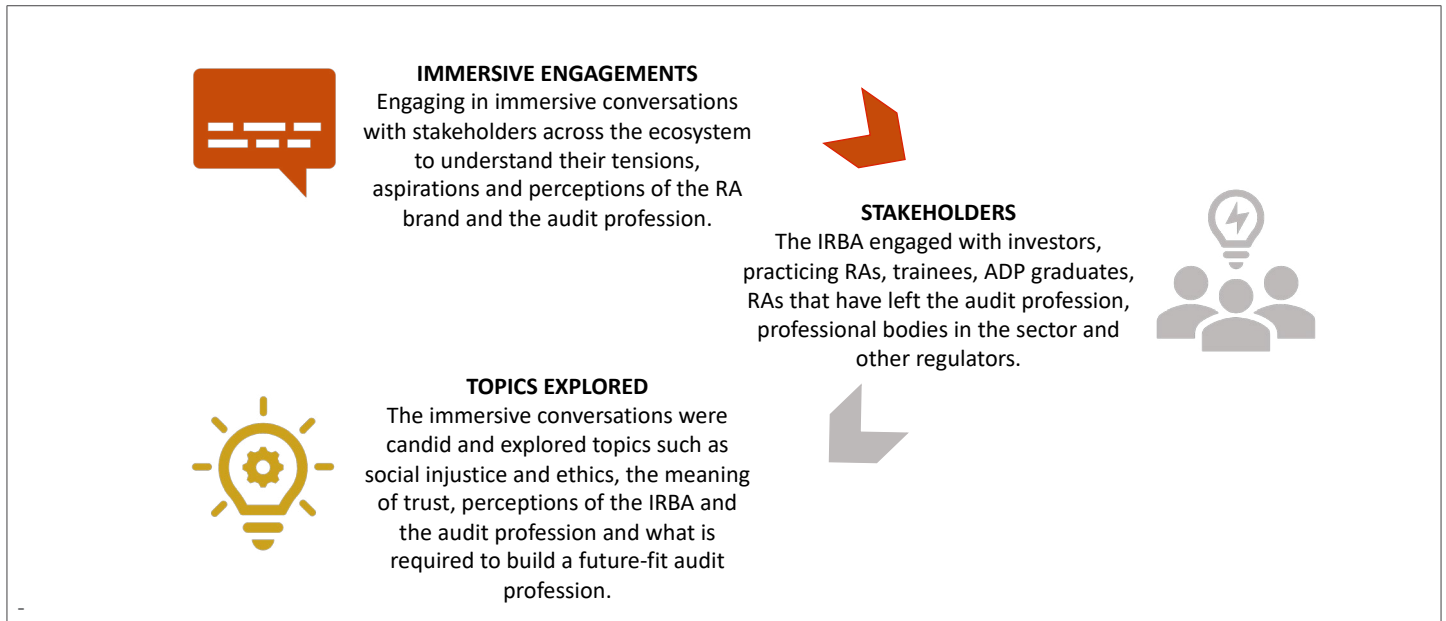 IMMERSIVE ENGAGEMENTS
Engaging in immersive conversations
with stakeholders across the ecosystem
to understand their tensions,
aspirations and perceptions of the RA
brand and the audit profession.
STAKEHOLDERS
The IRBA engaged with investors,
practicing RAs, trainees, ADP graduates,
RAs that have left the audit profession,
professional bodies in the sector and
other regulators.
TOPICS EXPLORED
The immersive conversations were
candid and explored topics such as
social injustice and ethics, the meaning
of trust, perceptions of the IRBA and
the audit profession and what is
required to build a future-fit audit
profession.
-